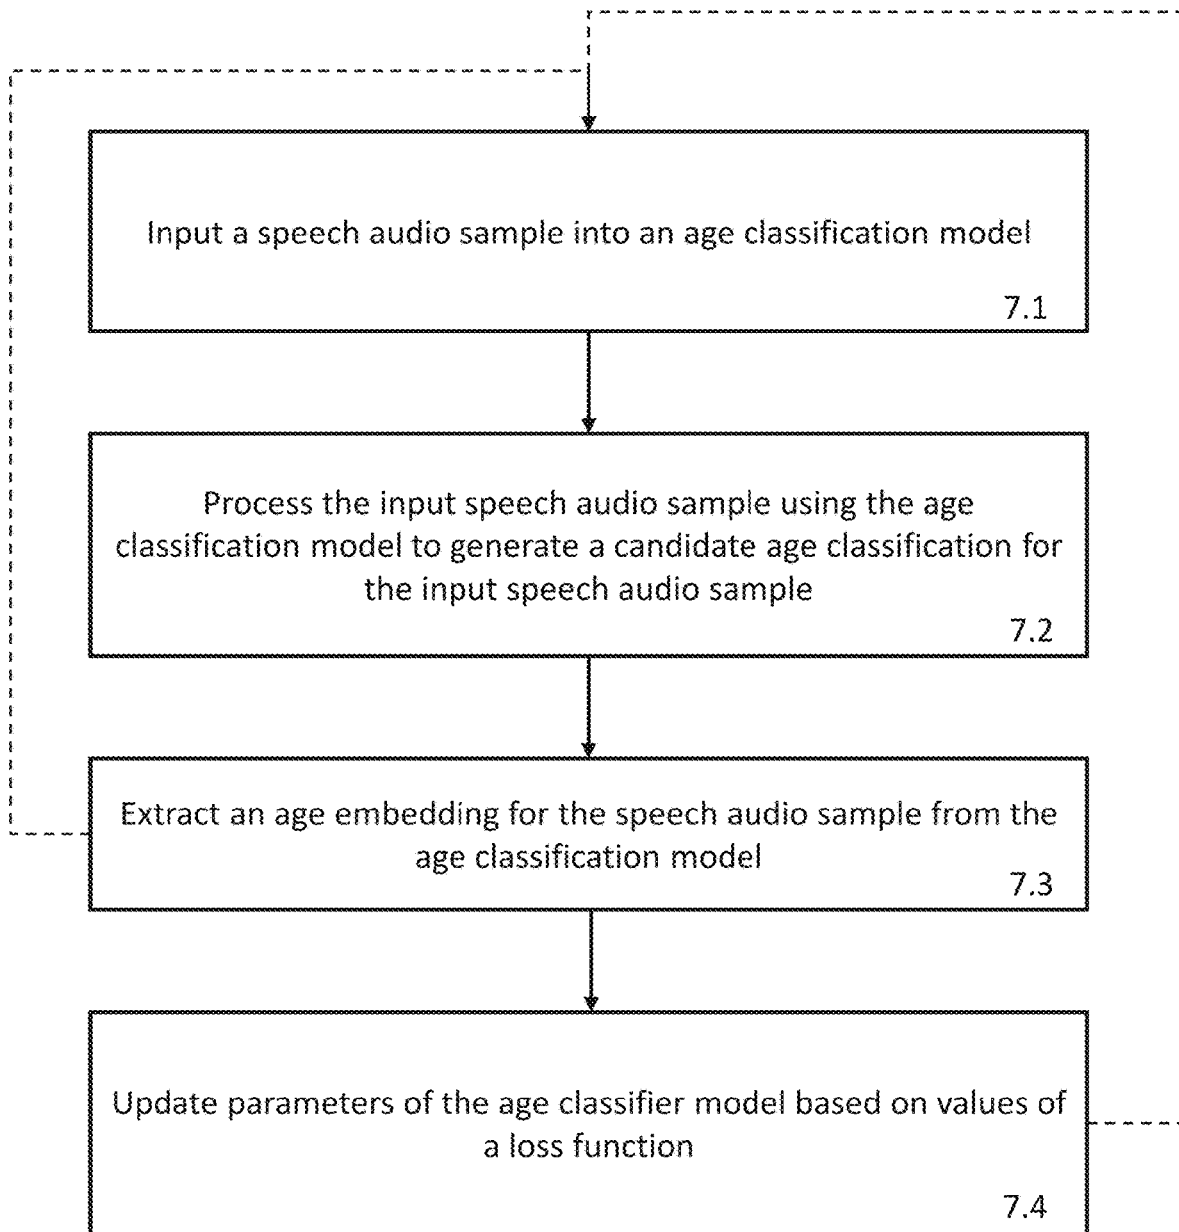 Input a speech audio sample into an age classification model
7.1
Process the input speech audio sample using the age
classification model to generate a candidate age classification for
the input speech audio sample
7.2
Extract an age embedding for the speech audio sample from the
age classification model
7.3
Update parameters of the age classifier model based on values of
a loss function
7.4